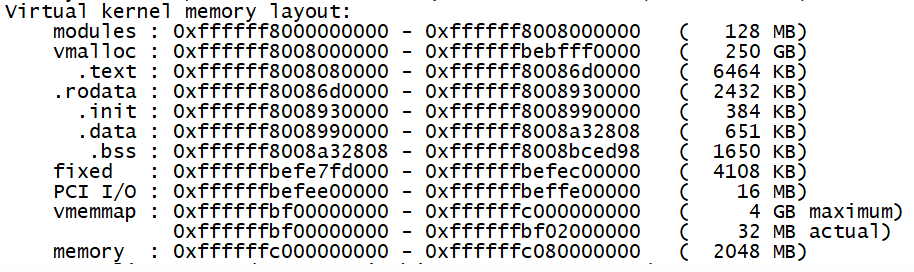 Virtual kernel memory layout:
    modules : 0xffffff8000000000 - 0xffffff8008000000   (   128 MB)
    vmalloc : 0xffffff8008000000 - 0xffffffbebfff0000   (   250 GB)
      .text : 0xffffff8008080000 - 0xffffff80086d0000   (  6464 KB)
    .rodata : 0xffffff80086d0000 - 0xffffff8008930000   (  2432 KB)
      .init : 0xffffff8008930000 - 0xffffff8008990000   (   384 KB)
      .data : 0xffffff8008990000 - 0xffffff8008a32808   (   651 KB)
       .bss : 0xffffff8008a32808 - 0xffffff8008bced98   (  1650 KB)
    fixed   : 0xffffffbefe7fd000 - 0xffffffbefec00000   (  4108 KB)
    PCI I/O : 0xffffffbefee00000 - 0xffffffbeffe00000   (    16 MB)
    vmemmap : 0xffffffbf00000000 - 0xffffffc000000000   (     4 GB maximum)
              0xffffffbf00000000 - 0xffffffbf02000000   (    32 MB actual)
    memory  : 0xffffffc000000000 - 0xffffffc080000000   (  2048 MB)